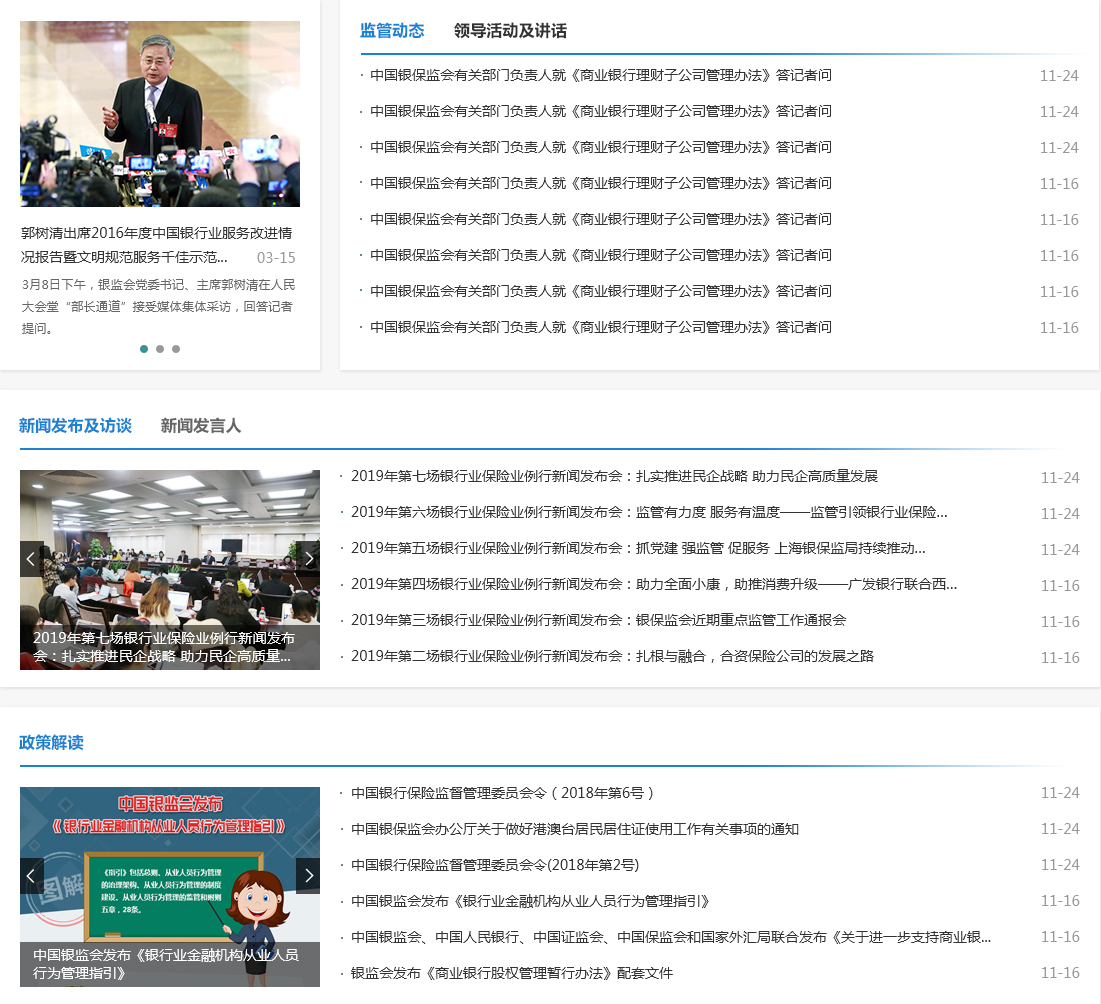 郭树清出席2016年度中国银行业服务改进情
况报告暨文明规范服务千佳示范... 03-15
3月8日下午，银监会党委书记、主席郭树清在人民
大会堂“部长通道”接受媒体集体采访，回答记者
提问。
监管动态 领导活动及讲话
· 中国银保监会有关部门负责人就《商业银行理财子公司管理办法》答记者问 11-24
· 中国银保监会有关部门负责人就《商业银行理财子公司管理办法》答记者问 11-24
· 中国银保监会有关部门负责人就《商业银行理财子公司管理办法》答记者问 11-24
· 中国银保监会有关部门负责人就《商业银行理财子公司管理办法》答记者问 11-16
· 中国银保监会有关部门负责人就《商业银行理财子公司管理办法》答记者问 11-16
· 中国银保监会有关部门负责人就《商业银行理财子公司管理办法》答记者问 11-16
· 中国银保监会有关部门负责人就《商业银行理财子公司管理办法》答记者问 11-16
· 中国银保监会有关部门负责人就《商业银行理财子公司管理办法》答记者问 11-16
新闻发布及访谈 新闻发言人
2019年第七场银行业保险业例行新闻发布
会：扎实推进民企战略 助力民企高质量...
· 2019年第七场银行业保险业例行新闻发布会：扎实推进民企战略 助力民企高质量发展 11-24
· 2019年第六场银行业保险业例行新闻发布会：监管有力度 服务有温度——监管引领银行业保险... 11-24
· 2019年第五场银行业保险业例行新闻发布会：抓党建 强监管 促服务 上海银保监局持续推动... 11-24
· 2019年第四场银行业保险业例行新闻发布会：助力全面小康，助推消费升级——广发银行联合西... 11-16
· 2019年第三场银行业保险业例行新闻发布会：银保监会近期重点监管工作通报会 11-16
· 2019年第二场银行业保险业例行新闻发布会：扎根与融合，合资保险公司的发展之路 11-16
政策解读
中国银监会发布
《银行业金融机构从业人员行为管理指引》
图解
《指引》包括总则、从业人员行为管理
的治理架构、从业人员行为管理的制度
建设、从业人员行为管理的监管和附则
五章，28条。
中国银监会发布《银行业金融机构从业人员
行为管理指引》
· 中国银行保险监督管理委员会令（2018年第6号） 11-24
· 中国银保监会办公厅关于做好港澳台居民居住证使用工作有关事项的通知 11-24
· 中国银行保险监督管理委员会令(2018年第2号) 11-24
· 中国银监会发布《银行业金融机构从业人员行为管理指引》 11-16
· 中国银监会、中国人民银行、中国证监会、中国保监会和国家外汇局联合发布《关于进一步支持商业银... 11-16
· 银监会发布《商业银行股权管理暂行办法》配套文件 11-16